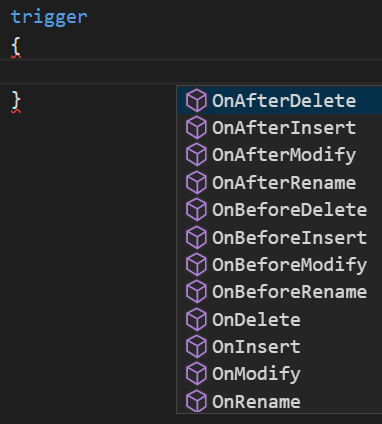 trigger
{
}
OnAfterDelete
OnAfterInsert
OnAfterModify
OnAfterRename
OnBeforeDelete
OnBeforeInsert
OnBeforeModify
OnBeforeRename
OnDelete
OnInsert
OnModify
OnRename